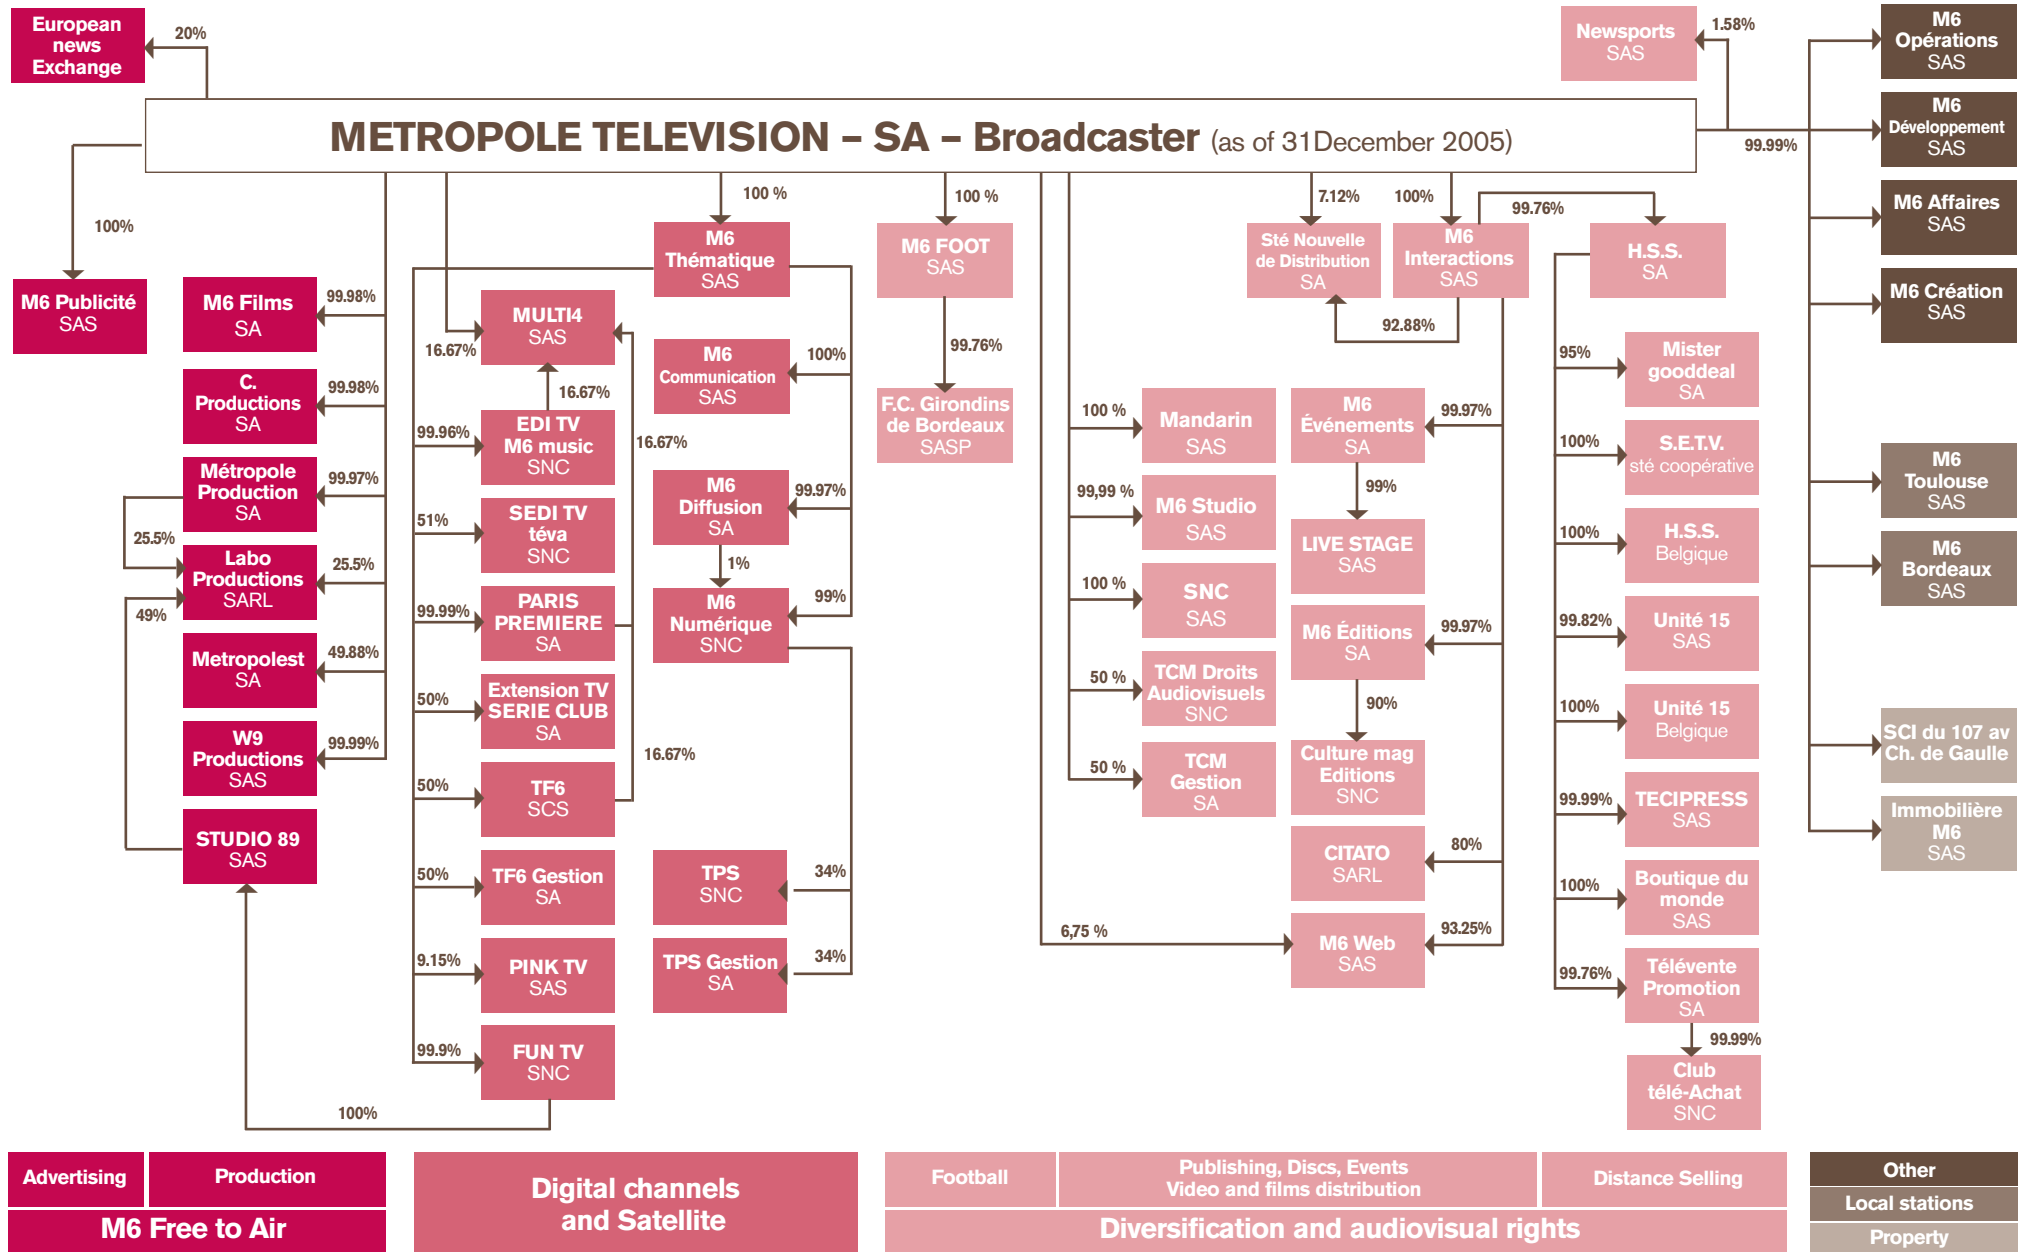 European
news
Exchange
20%
Newsports
SAS
1.58%
M6
Opérations
SAS
METROPOLE TELEVISION – SA – Broadcaster (as of 31December 2005)
99.99%
M6
Développement
SAS
M6 Affaires
SAS
M6 Création
SAS
M6
Toulouse
SAS
M6
Bordeaux
SAS
SCI du 107 av
Ch. de Gaulle
Immobilière
M6
SAS
100%
M6 Publicité
SAS
M6 Films
SA
99.98%
C.
Productions
SA
99.98%
Métropole
Production
SA
99.97%
25.5%
Labo
Productions
SARL
25.5%
49%
Metropolest
SA
49.88%
W9
Productions
SAS
99.99%
STUDIO 89
SAS
100%
100 %
M6
Thématique
SAS
MULTI4
SAS
16.67%
16.67%
16.67%
16.67%
99.96%
EDI TV
M6 music
SNC
51%
SEDI TV
téva
SNC
99.99%
PARIS
PREMIERE
SA
50%
Extension TV
SERIE CLUB
SA
50%
TF6
SCS
50%
TF6 Gestion
SA
9.15%
PINK TV
SAS
99.9%
FUN TV
SNC
M6
Communication
SAS
100%
M6
Diffusion
SA
99.97%
1%
M6
Numérique
SNC
99%
TPS
SNC
34%
TPS Gestion
SA
34%
100 %
M6 FOOT
SAS
99.76%
F.C. Girondins
de Bordeaux
SASP
100 %
Mandarin
SAS
99,99 %
M6 Studio
SAS
100 %
SNC
SAS
50 %
TCM Droits
Audiovisuels
SNC
50 %
TCM
Gestion
SA
6,75 %
7.12%
Sté Nouvelle
de Distribution
SA
100%
M6
Interactions
SAS
92.88%
99.76%
M6
Événements
SA
99.97%
99%
LIVE STAGE
SAS
M6 Éditions
SA
99.97%
90%
Culture mag
Editions
SNC
CITATO
SARL
80%
M6 Web
SAS
93.25%
H.S.S.
SA
95%
Mister
gooddeal
SA
100%
S.E.T.V.
sté coopérative
100%
H.S.S.
Belgique
99.82%
Unité 15
SAS
100%
Unité 15
Belgique
99.99%
TECIPRESS
SAS
100%
Boutique du
monde
SAS
99.76%
Télévente
Promotion
SA
99.99%
Club
télé-Achat
SNC
Advertising
Production
M6 Free to Air
Digital channels
and Satellite
Football
Publishing, Discs, Events
Video and films distribution
Distance Selling
Diversification and audiovisual rights
Other
Local stations
Property